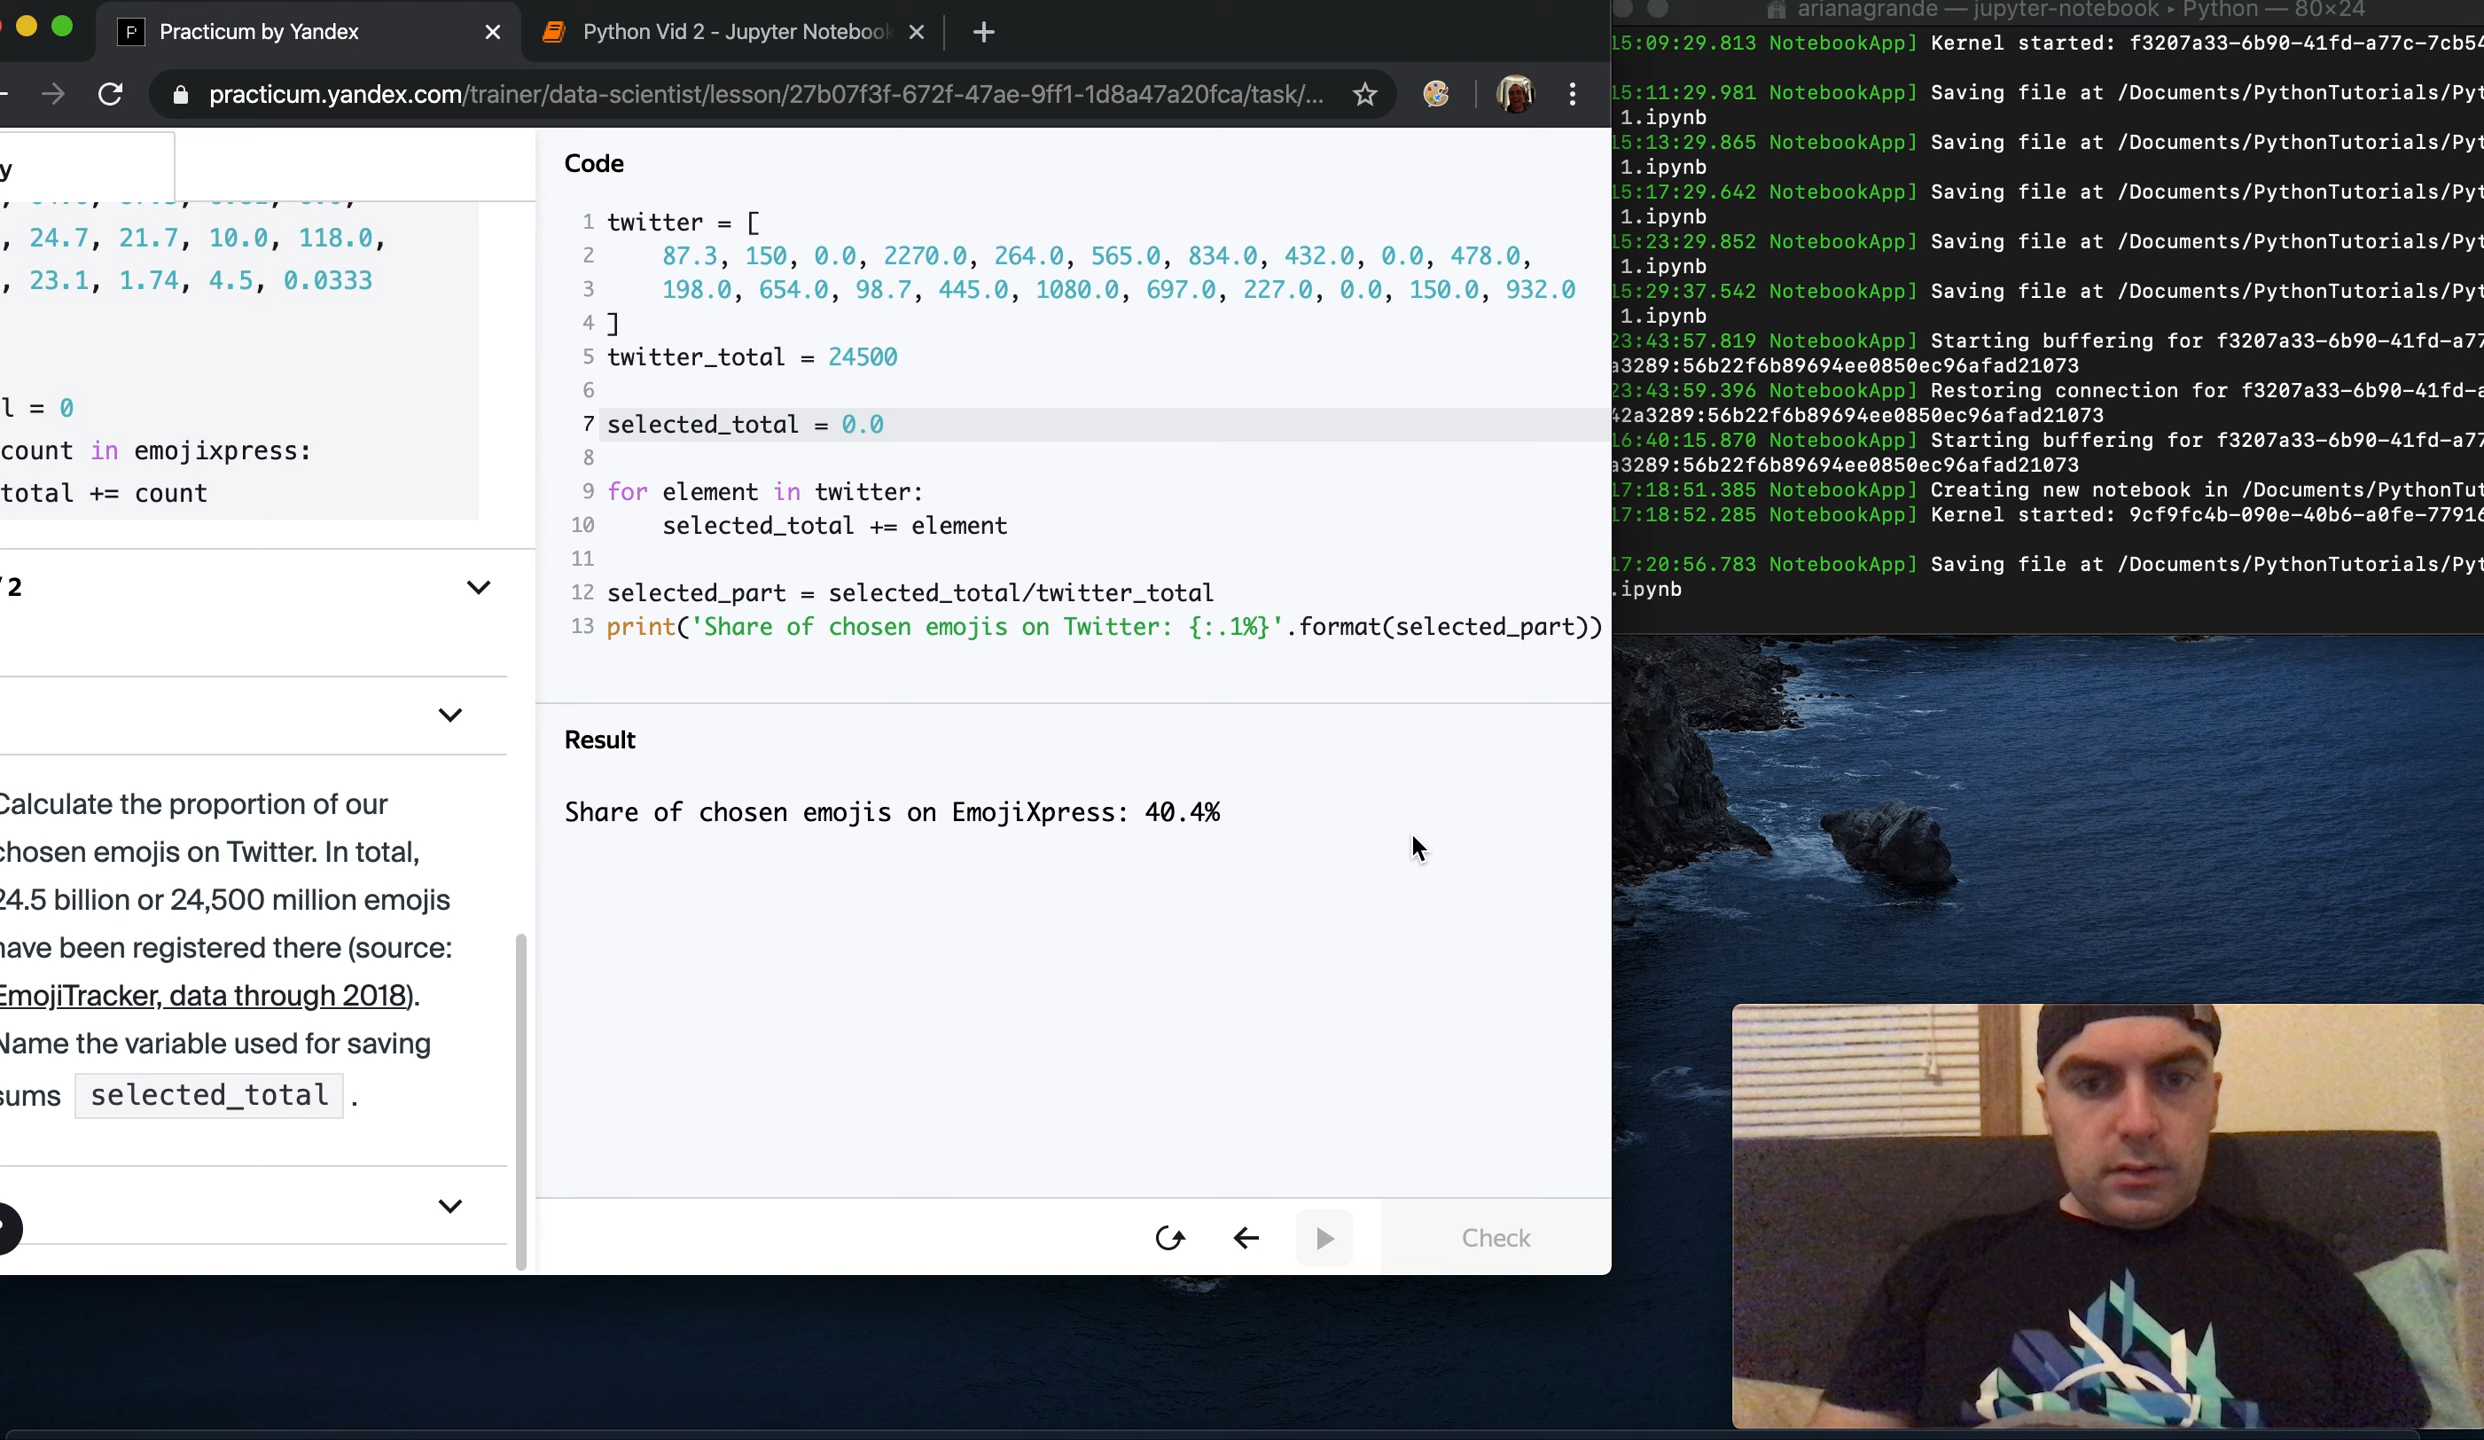 Practicum by Yandex
Python Vid 2 - Jupyter Notebook
practicum.yandex.com/trainer/data-scientist/lesson/27b07f3f-672f-47ae-9ff1-1d8a47a20fca/task/...
y
, 24.7, 21.7, 10.0, 118.0,
, 23.1, 1.74, 4.5, 0.0333
l = 0
count in emojixpress:
total += count
/ 2
Calculate the proportion of our
chosen emojis on Twitter. In total,
24.5 billion or 24,500 million emojis
have been registered there (source:
EmojiTracker, data through 2018).
Name the variable used for saving
sums selected_total .
Code
1 twitter = [
2     87.3, 150, 0.0, 2270.0, 264.0, 565.0, 834.0, 432.0, 0.0, 478.0,
3     198.0, 654.0, 98.7, 445.0, 1080.0, 697.0, 227.0, 0.0, 150.0, 932.0
4 ]
5 twitter_total = 24500
6
7 selected_total = 0.0
8
9 for element in twitter:
10     selected_total += element
11
12 selected_part = selected_total/twitter_total
13 print('Share of chosen emojis on Twitter: {:.1%}'.format(selected_part))
Result
Share of chosen emojis on EmojiXpress: 40.4%
Check
arianagrande — jupyter-notebook ▸ Python — 80×24
15:09:29.813 NotebookApp] Kernel started: f3207a33-6b90-41fd-a77c-7cb54
15:11:29.981 NotebookApp] Saving file at /Documents/PythonTutorials/Pyt
1.ipynb
15:13:29.865 NotebookApp] Saving file at /Documents/PythonTutorials/Pyt
1.ipynb
15:17:29.642 NotebookApp] Saving file at /Documents/PythonTutorials/Pyt
1.ipynb
15:23:29.852 NotebookApp] Saving file at /Documents/PythonTutorials/Pyt
1.ipynb
15:29:37.542 NotebookApp] Saving file at /Documents/PythonTutorials/Pyt
1.ipynb
23:43:57.819 NotebookApp] Starting buffering for f3207a33-6b90-41fd-a77
a3289:56b22f6b89694ee0850ec96afad21073
23:43:59.396 NotebookApp] Restoring connection for f3207a33-6b90-41fd-a
42a3289:56b22f6b89694ee0850ec96afad21073
16:40:15.870 NotebookApp] Starting buffering for f3207a33-6b90-41fd-a77
a3289:56b22f6b89694ee0850ec96afad21073
17:18:51.385 NotebookApp] Creating new notebook in /Documents/PythonTut
17:18:52.285 NotebookApp] Kernel started: 9cf9fc4b-090e-40b6-a0fe-77916
17:20:56.783 NotebookApp] Saving file at /Documents/PythonTutorials/Pyt
.ipynb